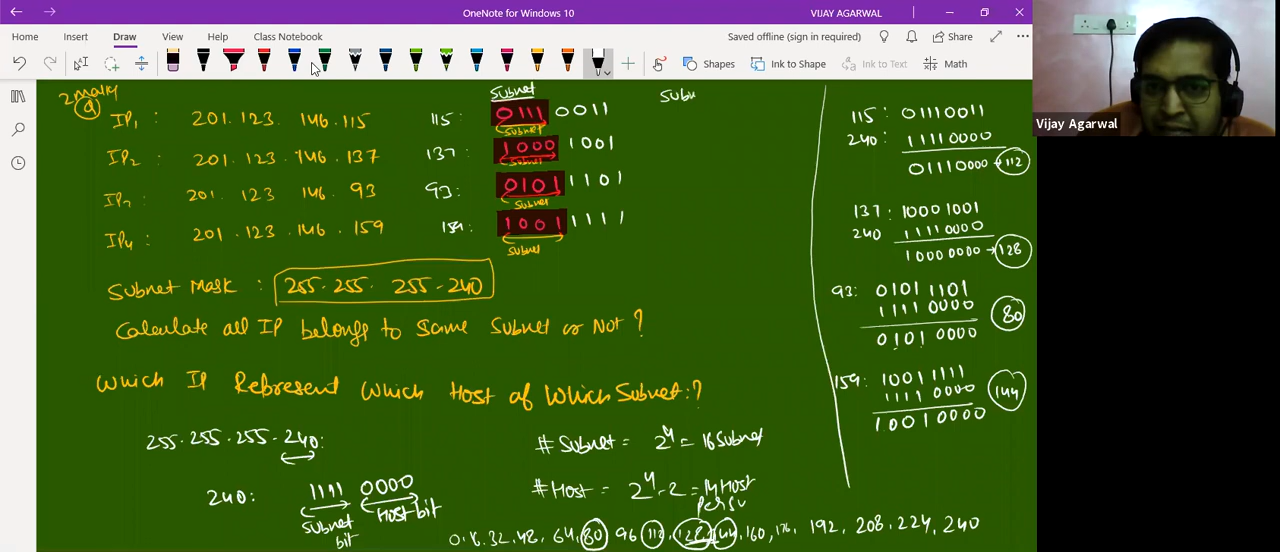 OneNote for Windows 10
VIJAY AGARWAL
Home Insert Draw View Help Class Notebook
Saved offline (sign in required) Share
Shapes Ink to Shape Ink to Text Math
2 marks
Q
Subnet
IP1 : 201. 123. 146. 115
115: 0111 0011
Subnet
IP2 : 201. 123. 146. 137
137: 1000 1001
Subnet
201. 123. 146. 93
93: 0101 1101
Subnet
IP4 : 201. 123. 146. 159
159: 1001 1111
Subnet
Subnet Mask : 255. 255. 255. 240
Calculate all IP belongs to Same Subnet or Not ?
Which IP Represent Which Host of Which Subnet: ?
255. 255. 255. 240:
240: 1111 0000
Subnet bit
Host bit
# Subnet = 2^4 = 16 Subnet
# Host = 2^4 - 2 = 14 Host
0, 16, 32, 48, 64, 80 96 112, 128, 144, 160, 176, 192, 208, 224, 240
115: 01110011
240: 11110000
01110000 → 112
137: 10001001
240 11110000
10000000 → 128
93: 0101 1101
1111 0000
0101 0000
80
159: 1001 1111
1111 0000
1001 0000
144
Vijay Agarwal